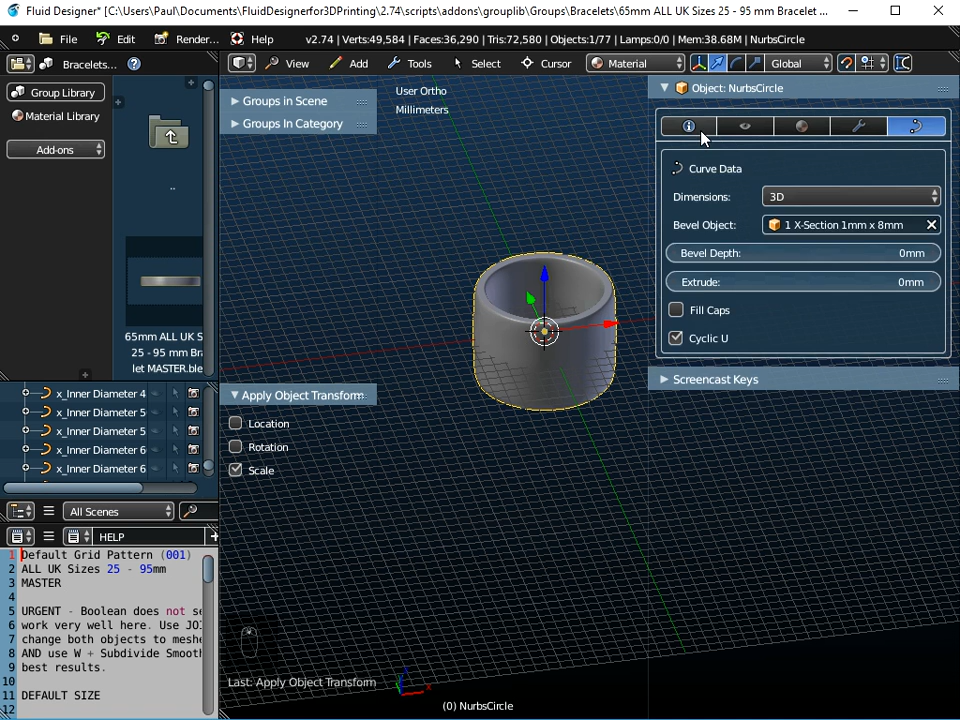 Fluid Designer* [C:\Users\Paul\Documents\FluidDesignerfor3DPrinting\2.74\scripts\addons\grouplib\Groups\Bracelets\65mm ALL UK Sizes 25 - 95 mm Bracelet ...
File
Edit
Render...
Help
v2.74 | Verts:49,584 | Faces:36,290 | Tris:72,580 | Objects:1/77 | Lamps:0/0 | Mem:38.68M | NurbsCircle
Bracelets...
View
Add
Tools
Select
Cursor
Material
Global
Group Library
Material Library
Add-ons
..
65mm ALL UK S
25 - 95 mm Bra
let MASTER.ble
Groups in Scene
Groups In Category
User Ortho
Millimeters
Object: NurbsCircle
Curve Data
Dimensions:
3D
Bevel Object:
1 X-Section 1mm x 8mm
Bevel Depth:
0mm
Extrude:
0mm
Fill Caps
Cyclic U
Screencast Keys
x_Inner Diameter 4
x_Inner Diameter 5
x_Inner Diameter 5
x_Inner Diameter 6
x_Inner Diameter 6
Apply Object Transform
Location
Rotation
Scale
All Scenes
HELP
1 Default Grid Pattern (001)
2 ALL UK Sizes 25 - 95mm
3 MASTER
4
5 URGENT - Boolean does not se
6 work very well here. Use JOI
7 change both objects to meshe
8 AND use W + Subdivide Smoot
9 best results.
10
11 DEFAULT SIZE
12
Last: Apply Object Transform
(0) NurbsCircle